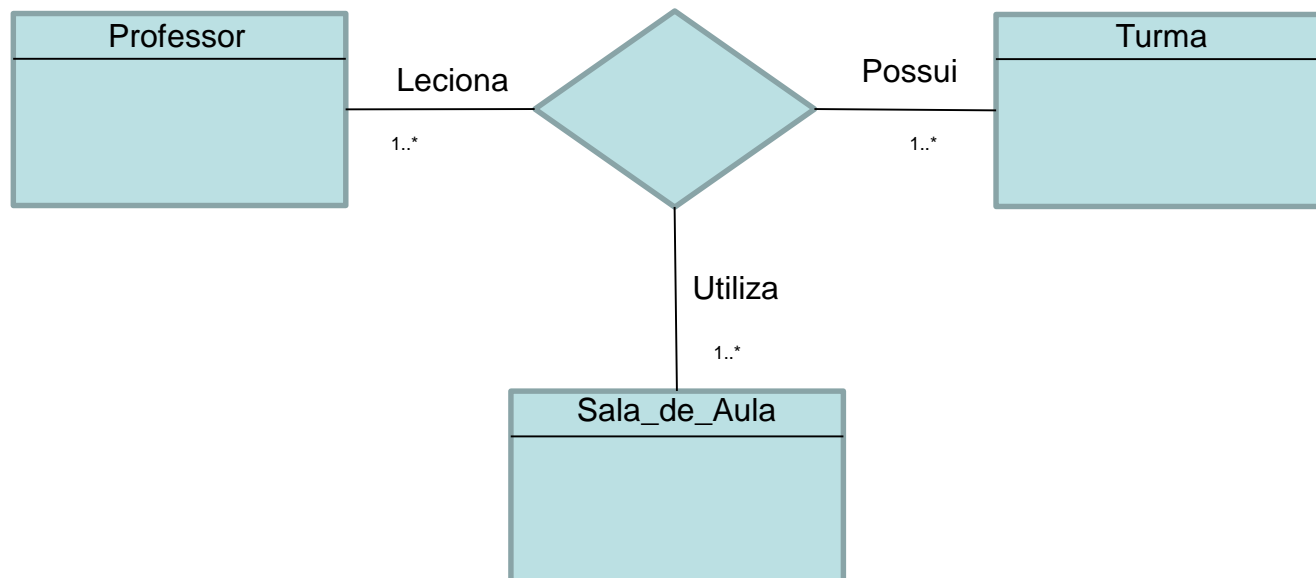 Professor
Turma
Leciona
Possui
1..*
1..*
Utiliza
1..*
Sala_de_Aula